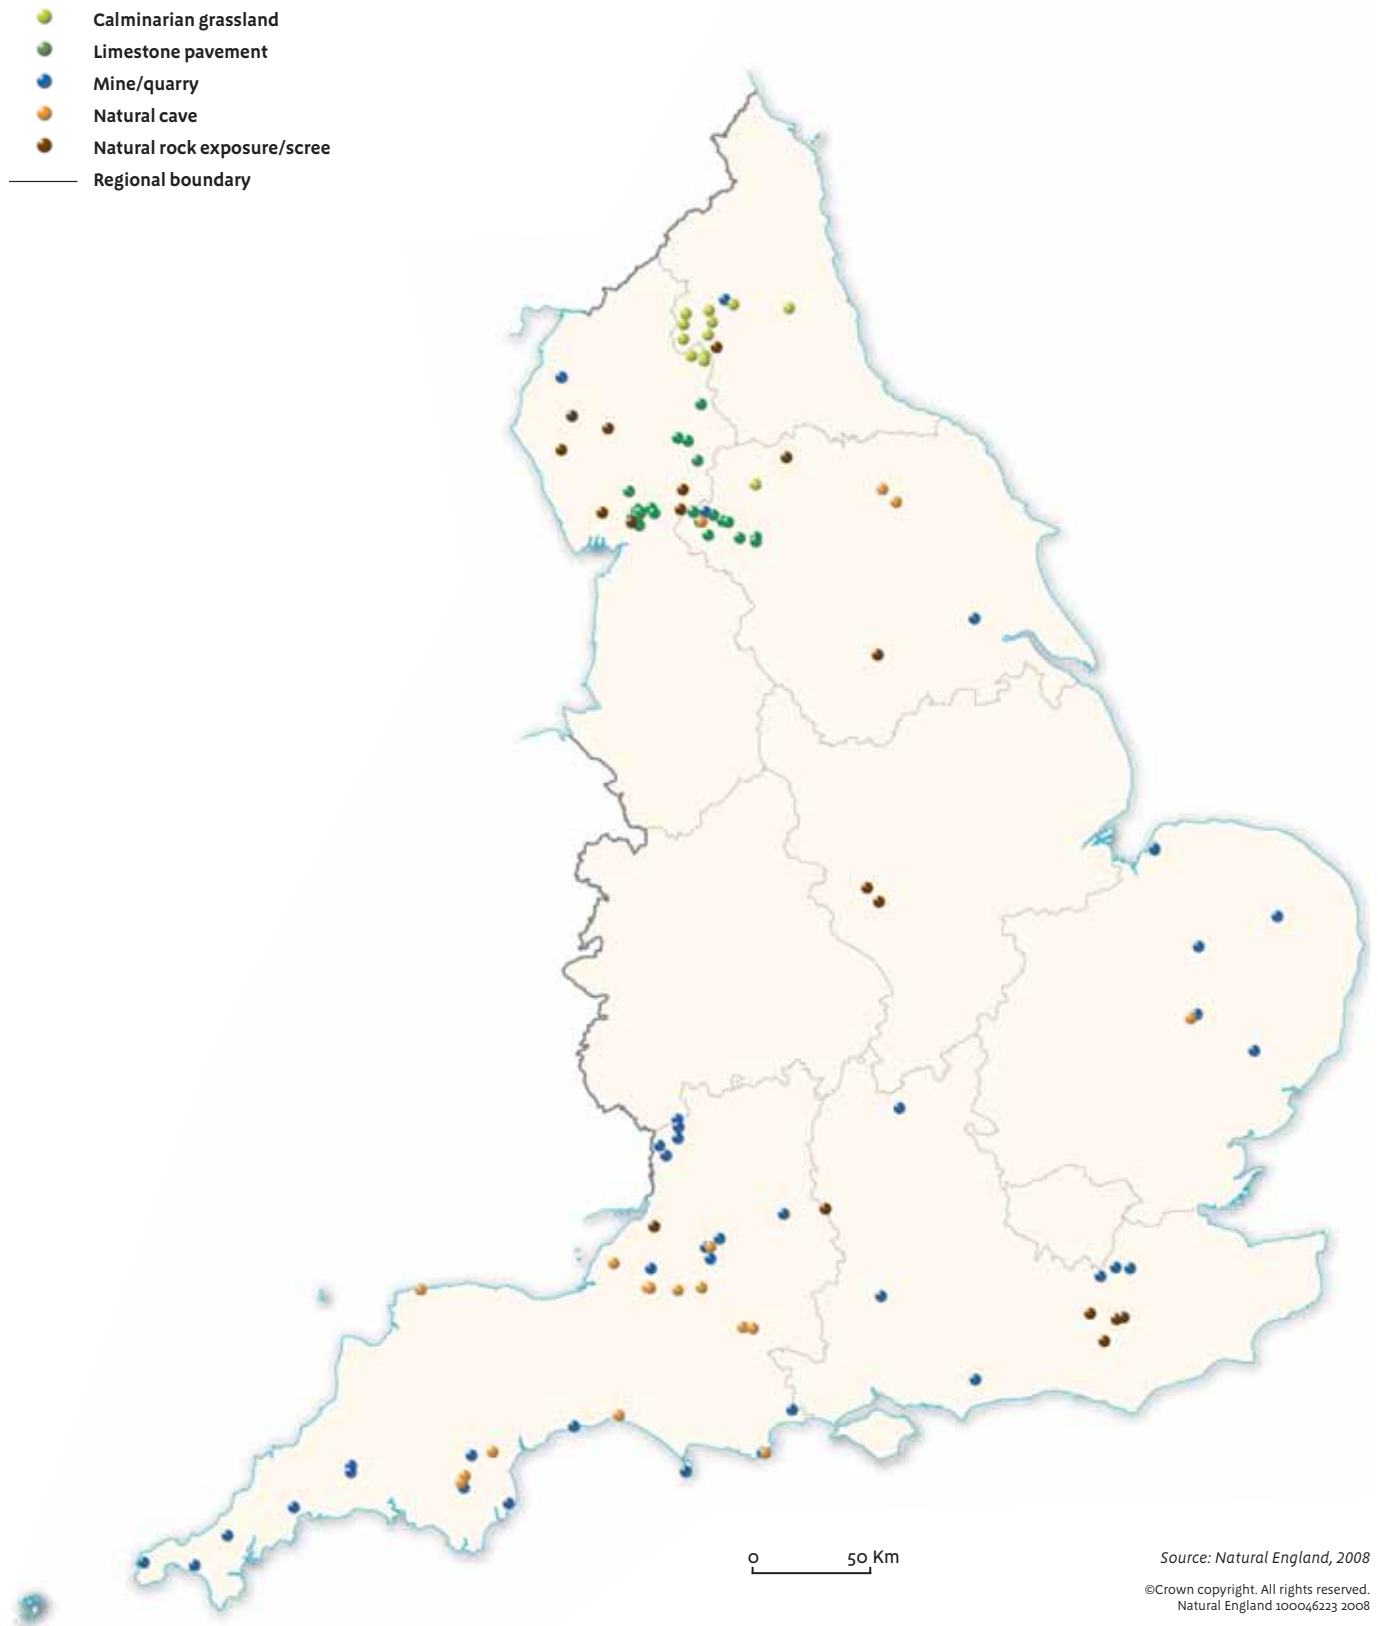 Calminarian grassland
Limestone pavement
Mine/quarry
Natural cave
Natural rock exposure/scree
Regional boundary
0 50 Km
Source: Natural England, 2008
©Crown copyright. All rights reserved.
Natural England 100046223 2008